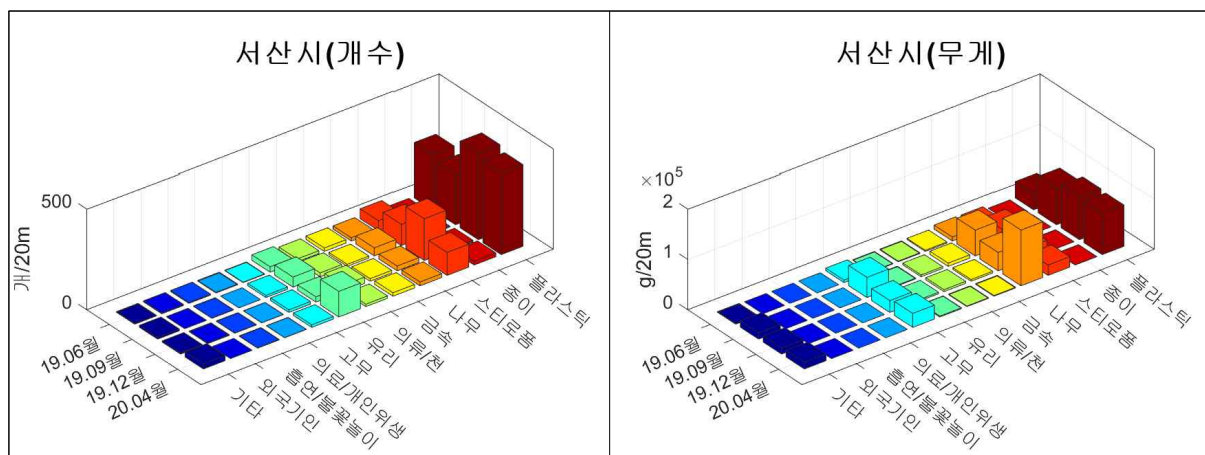 서산시(개수)
500
0
개/20m
19.06월
19.09월
19.12월
20.04월
기타
외국기인
흡연/불꽃놀이
의료/개인위생
고무
유리
의류/천
금속
나무
스티로폼
종이
플라스틱
서산시(무게)
×10⁵
2
1
0
g/20m
19.06월
19.09월
19.12월
20.04월
기타
외국기인
흡연/불꽃놀이
의료/개인위생
고무
유리
의류/천
금속
나무
스티로폼
종이
플라스틱